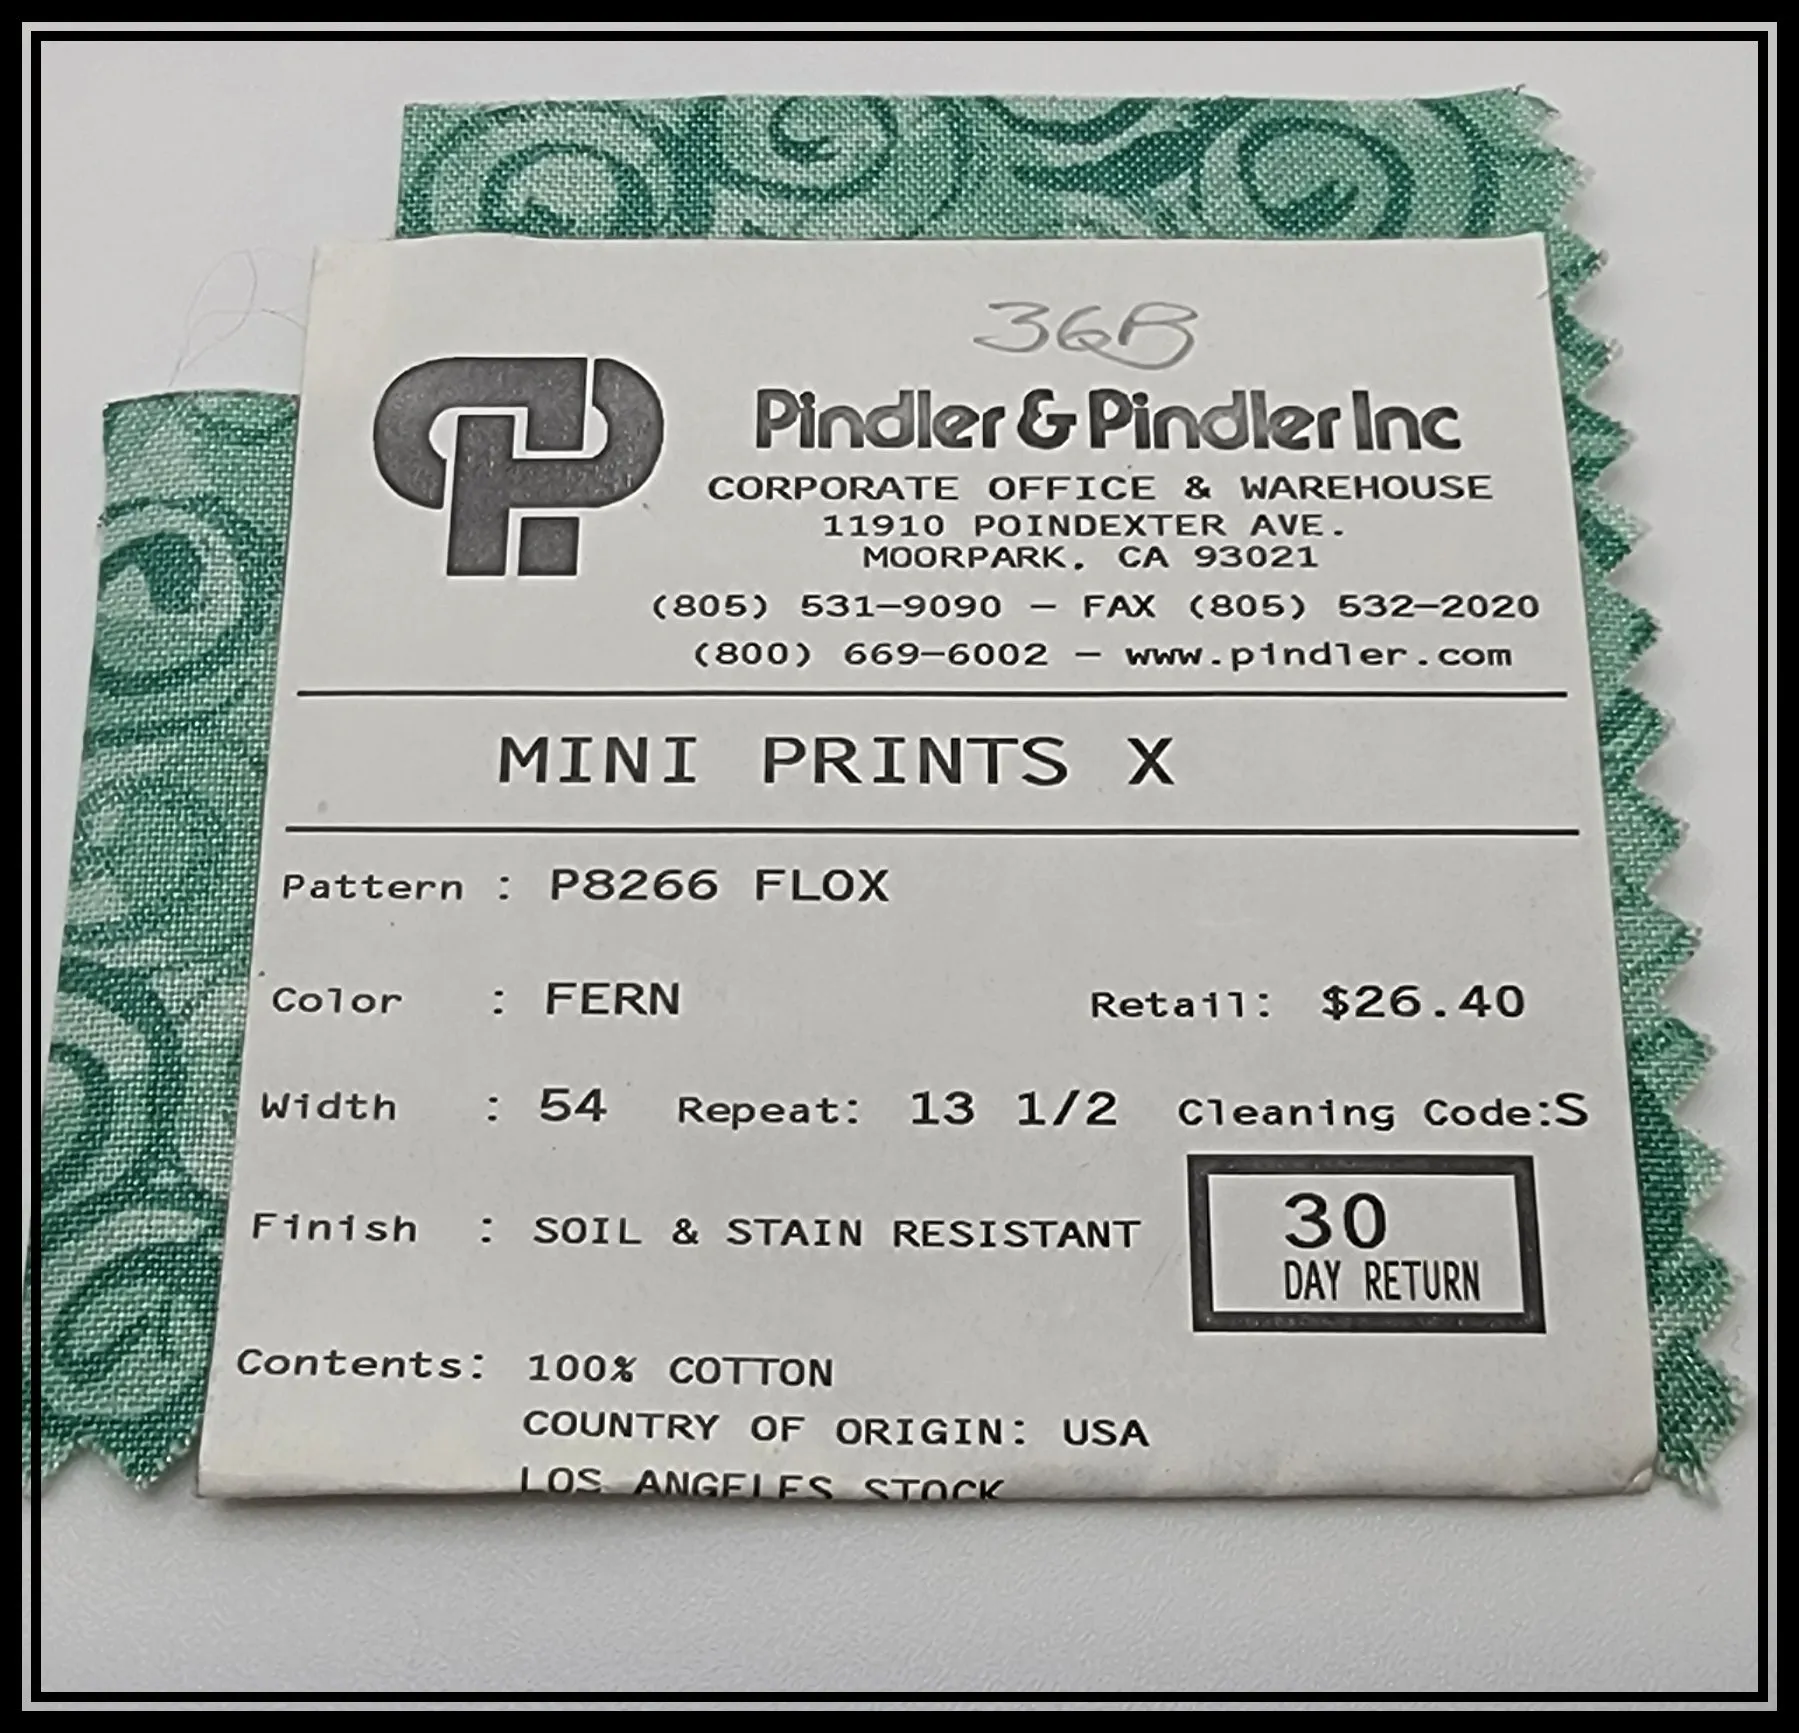 36B
Pindler & Pindler Inc
CORPORATE OFFICE & WAREHOUSE
11910 POINDEXTER AVE.
MOORPARK, CA 93021
(805) 531-9090 - FAX (805) 532-2020
(800) 669-6002 - www.pindler.com
MINI PRINTS X
Pattern : P8266 FLOX
Color : FERN Retail: $26.40
Width : 54 Repeat: 13 1/2 Cleaning Code:S
Finish : SOIL & STAIN RESISTANT
30
DAY RETURN
Contents: 100% COTTON
COUNTRY OF ORIGIN: USA
LOS ANGELES STOCK